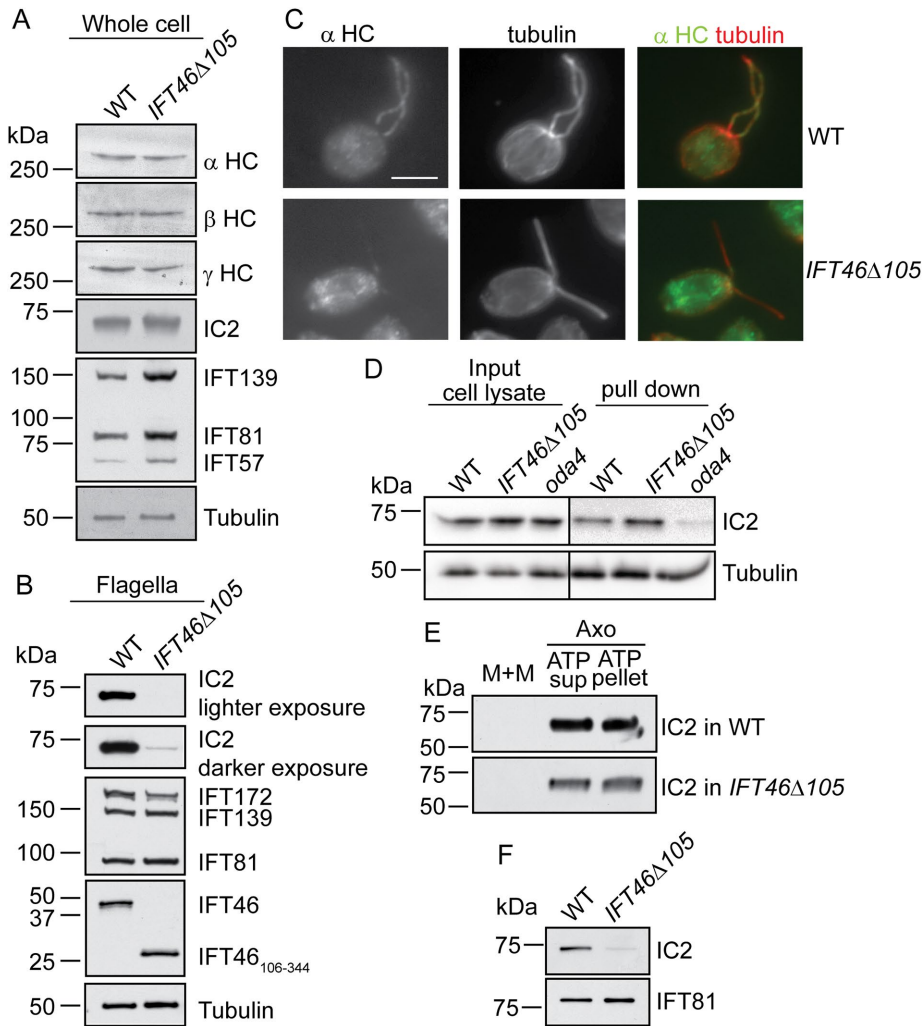 A
Whole cell
WT
IFT46Δ105
kDa
250
α HC
250
β HC
250
γ HC
75
IC2
150
IFT139
100
IFT81
75
IFT57
50
Tubulin
B
Flagella
WT
IFT46Δ105
kDa
75
IC2
lighter exposure
75
IC2
darker exposure
IFT172
150
IFT139
100
IFT81
50
IFT46
37
25
IFT46106-344
50
Tubulin
C
α HC
tubulin
α HC tubulin
WT
IFT46Δ105
D
Input
cell lysate
pull down
WT
IFT46Δ105
oda4
WT
IFT46Δ105
oda4
kDa
75
IC2
50
Tubulin
E
Axo
M+M
ATP
sup
ATP
pellet
kDa
75
50
IC2 in WT
75
50
IC2 in IFT46Δ105
F
WT
IFT46Δ105
kDa
75
IC2
75
IFT81